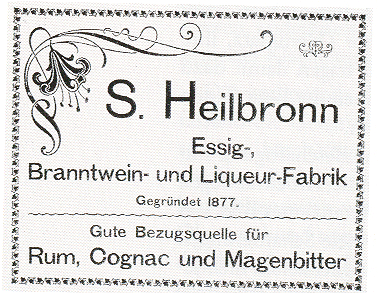 S. Heilbronn
Essig-,
Branntwein- und Liqueur-Fabrik
Gegründet 1877.
Gute Bezugsquelle für
Rum, Cognac und Magenbitter